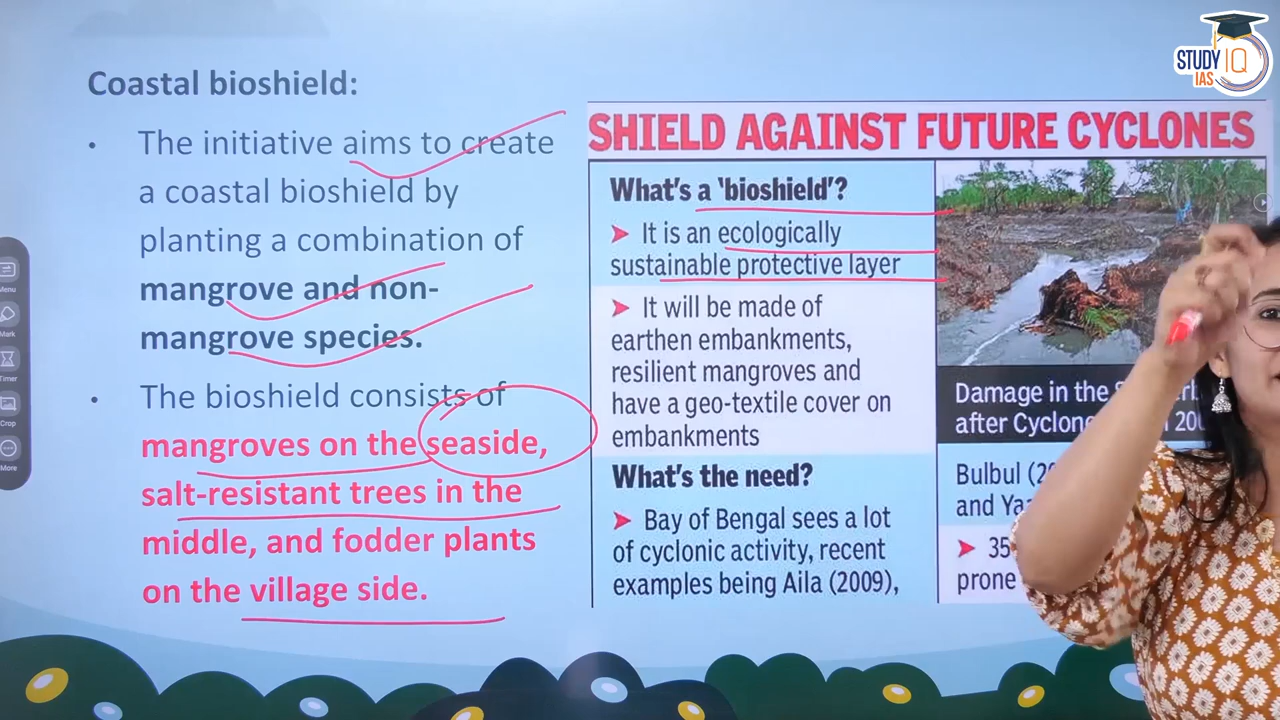 STUDY IQ
IAS
Coastal bioshield:
• The initiative aims to create
a coastal bioshield by
planting a combination of
mangrove and non-
mangrove species.
• The bioshield consists of
mangroves on the seaside,
salt-resistant trees in the
middle, and fodder plants
on the village side.
Menu
Mark
Timer
Crop
More
SHIELD AGAINST FUTURE CYCLONES
What's a 'bioshield'?
➤ It is an ecologically
sustainable protective layer
➤ It will be made of
earthen embankments,
resilient mangroves and
have a geo-textile cover on
embankments
What's the need?
➤ Bay of Bengal sees a lot
of cyclonic activity, recent
examples being Aila (2009),
Damage in the
after Cyclone
Bulbul
and
➤ 35
prone